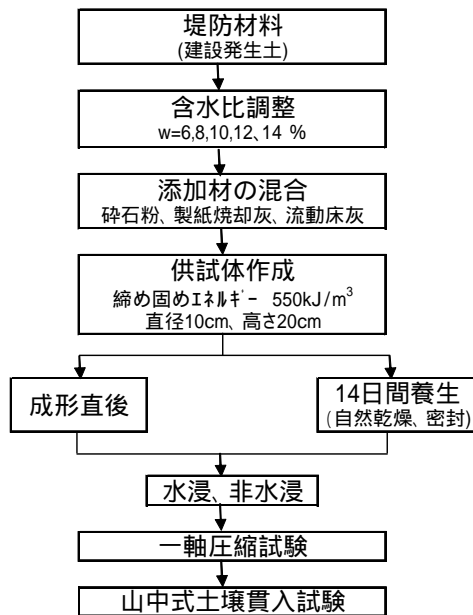 堤防材料
(建設発生土)
含水比調整
w=6,8,10,12、14 %
添加材の混合
砕石粉、製紙焼却灰、流動床灰
供試体作成
締め固めｴﾈﾙｷﾞｰ 550kJ/m³
直径10cm、高さ20cm
成形直後
14日間養生
(自然乾燥、密封)
水浸、非水浸
一軸圧縮試験
山中式土壌貫入試験